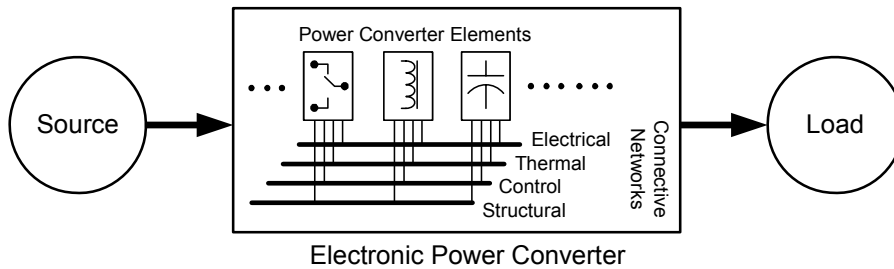 Power Converter Elements
Source
Electrical
Thermal
Control
Structural
Connective
Networks
Load
Electronic Power Converter